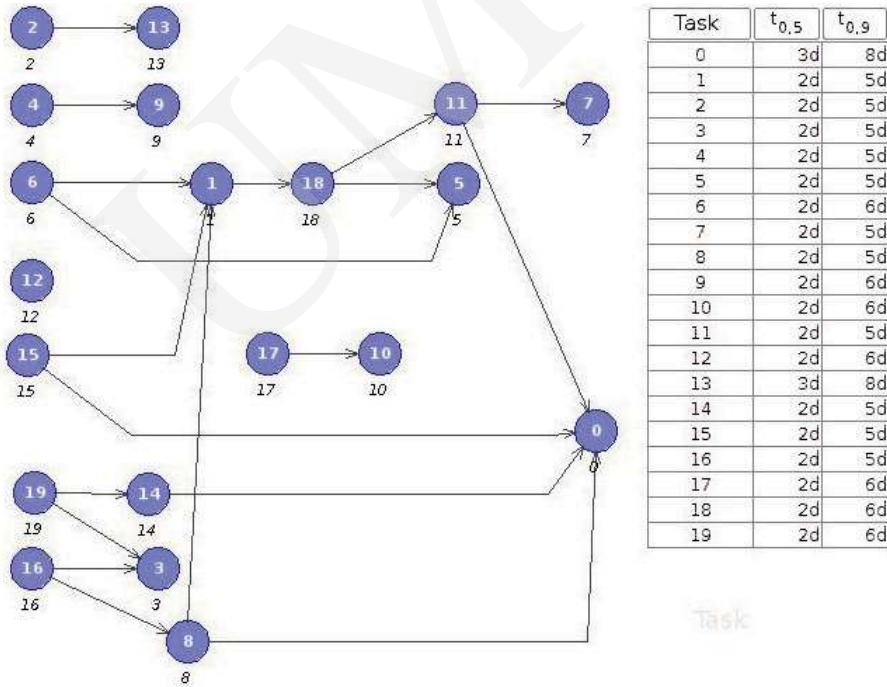 2 13
2 13
4 9
4 9
11 7
11 7
6 1 18 5
6 1 18 5
12
12
15 17 10
15 17 10
0
0
19 14
19 14
16 3
16 3
8
8
Task t0,5 t0,9
0 3d 8d
1 2d 5d
2 2d 5d
3 2d 5d
4 2d 5d
5 2d 5d
6 2d 6d
7 2d 5d
8 2d 5d
9 2d 6d
10 2d 6d
11 2d 5d
12 2d 6d
13 3d 8d
14 2d 5d
15 2d 5d
16 2d 5d
17 2d 6d
18 2d 6d
19 2d 6d
Task
UM